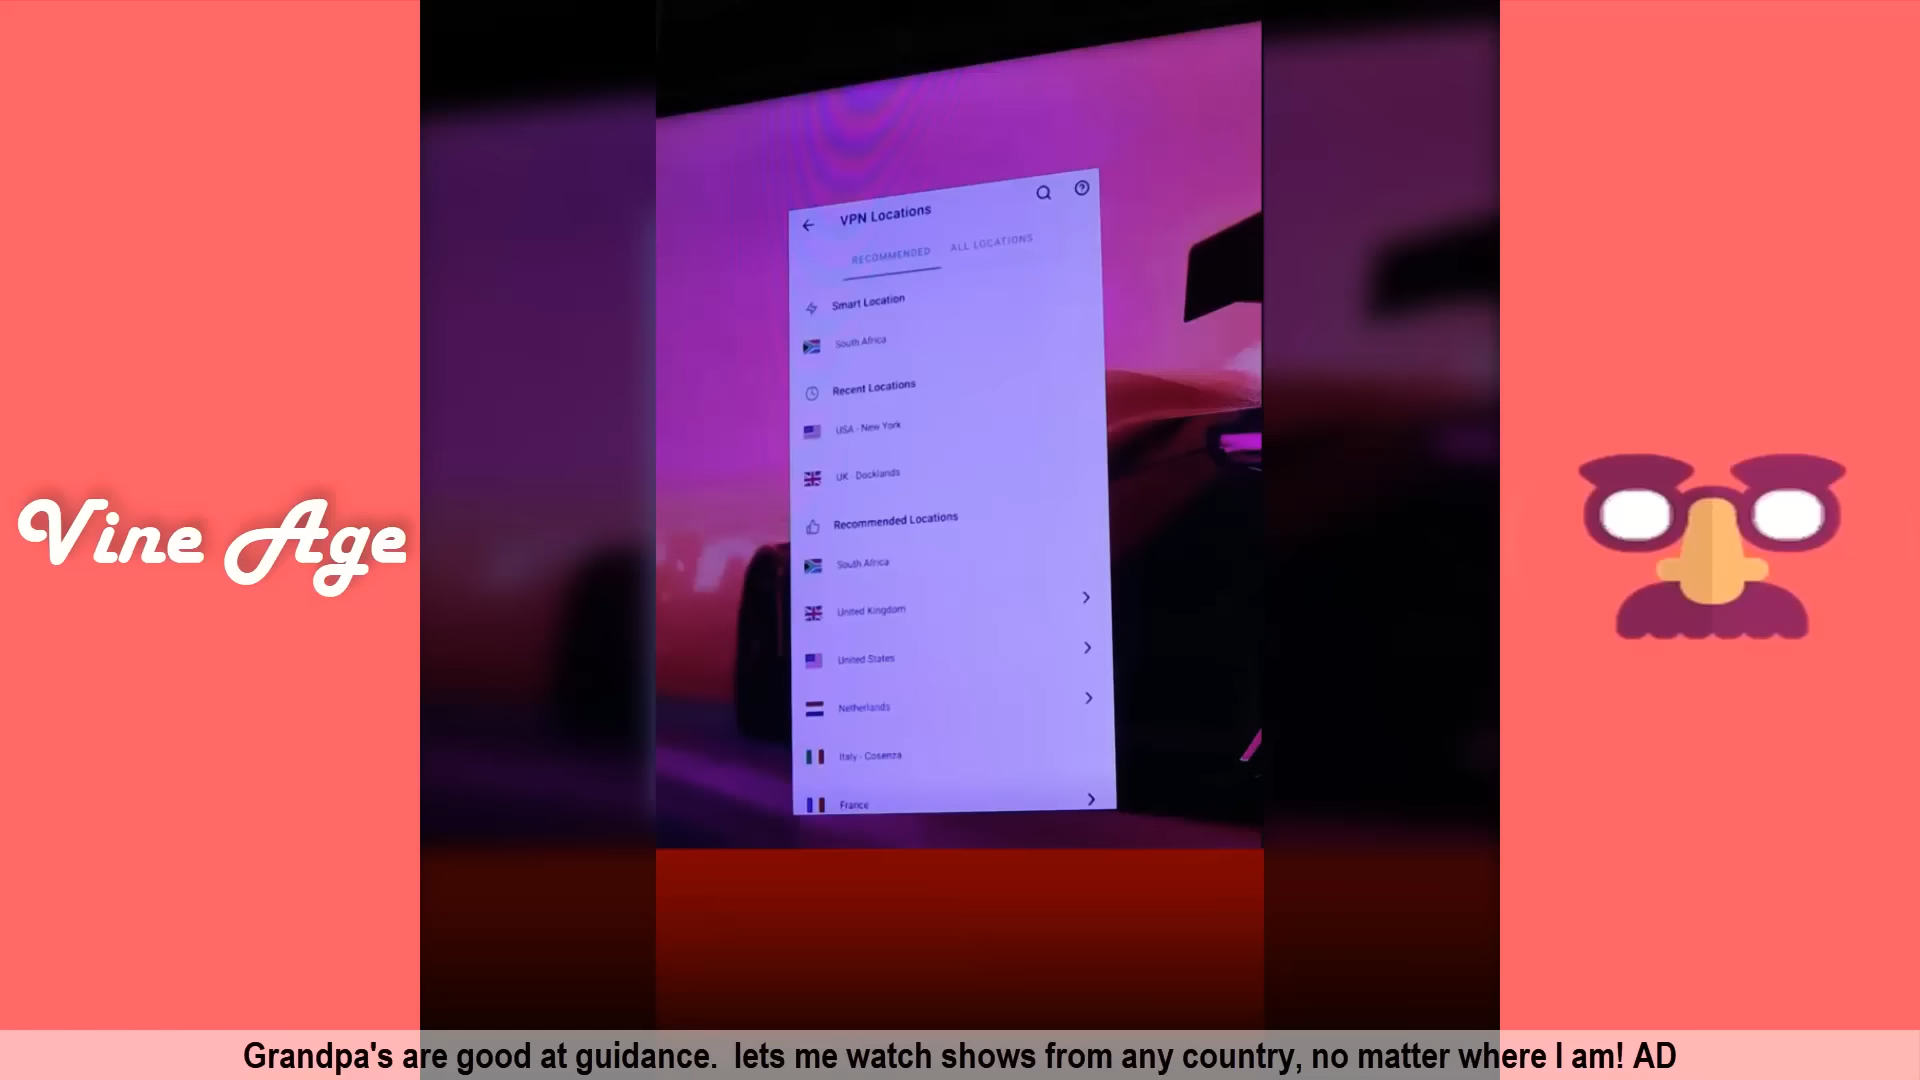 Vine Age
VPN Locations
RECOMMENDED
ALL LOCATIONS
Smart Location
South Africa
Recent Locations
USA - New York
UK - Docklands
Recommended Locations
South Africa
United Kingdom
United States
Netherlands
Italy - Cosenza
France
Grandpa's are good at guidance.  lets me watch shows from any country, no matter where I am! AD